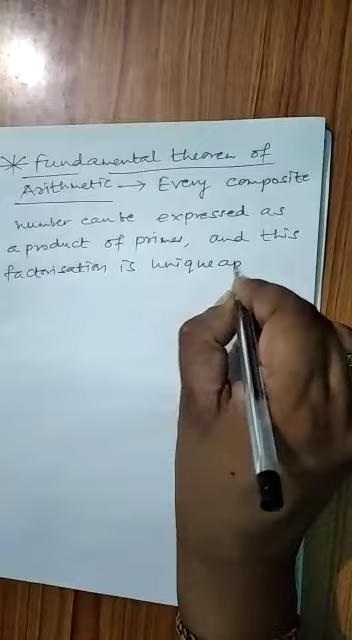 * Fundamental theorem of
Arithmetic → Every composite
number can be expressed as
a product of primes, and this
factorisation is unique ap